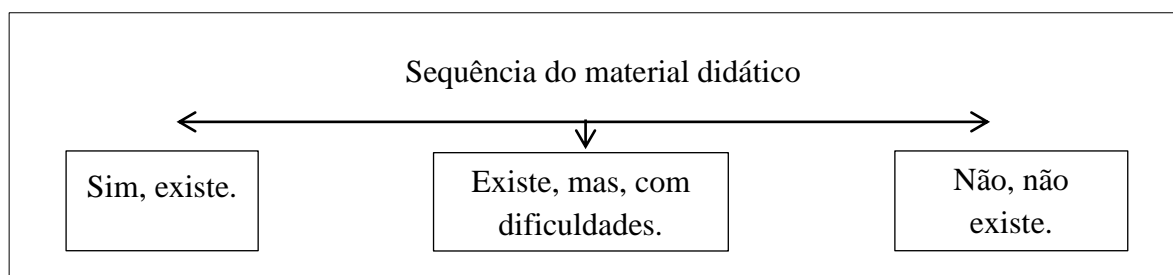 Sequência do material didático
Sim, existe.
Existe, mas, com
dificuldades.
Não, não
existe.